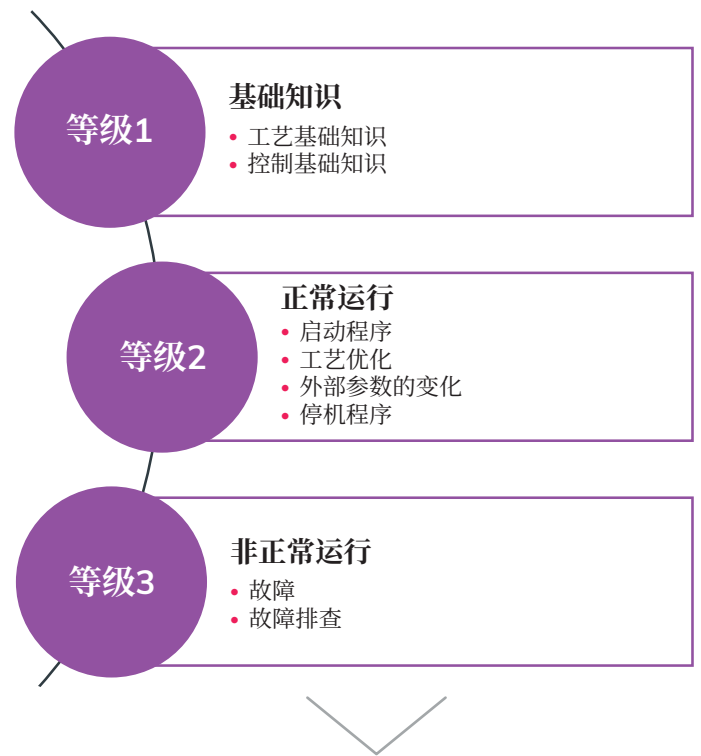 等级1
基础知识
• 工艺基础知识
• 控制基础知识
等级2
正常运行
• 启动程序
• 工艺优化
• 外部参数的变化
• 停机程序
等级3
非正常运行
• 故障
• 故障排查